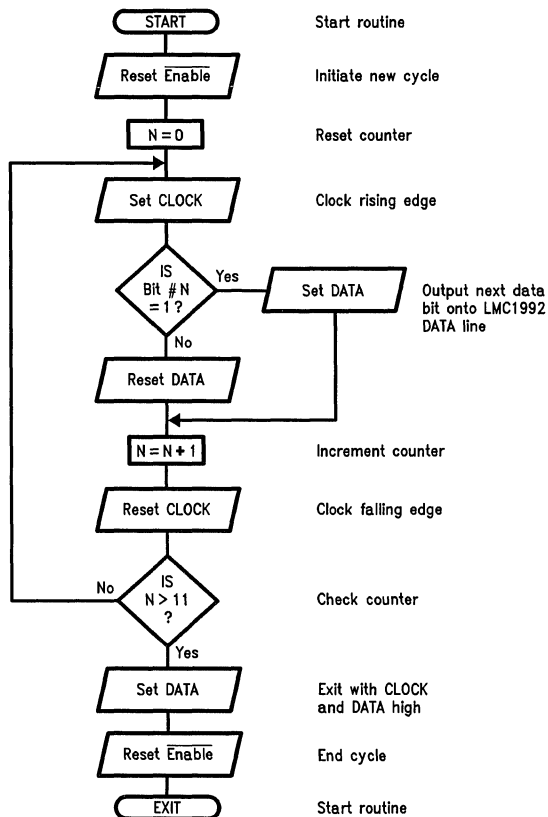 START
Start routine
Reset Enable
Initiate new cycle
N = 0
Reset counter
Set CLOCK
Clock rising edge
IS
Bit # N
= 1 ?
Yes
Set DATA
Output next data
bit onto LMC1992
DATA line
No
Reset DATA
N = N + 1
Increment counter
Reset CLOCK
Clock falling edge
No
IS
N > 11
?
Check counter
Yes
Set DATA
Exit with CLOCK
and DATA high
Reset Enable
End cycle
EXIT
Start routine